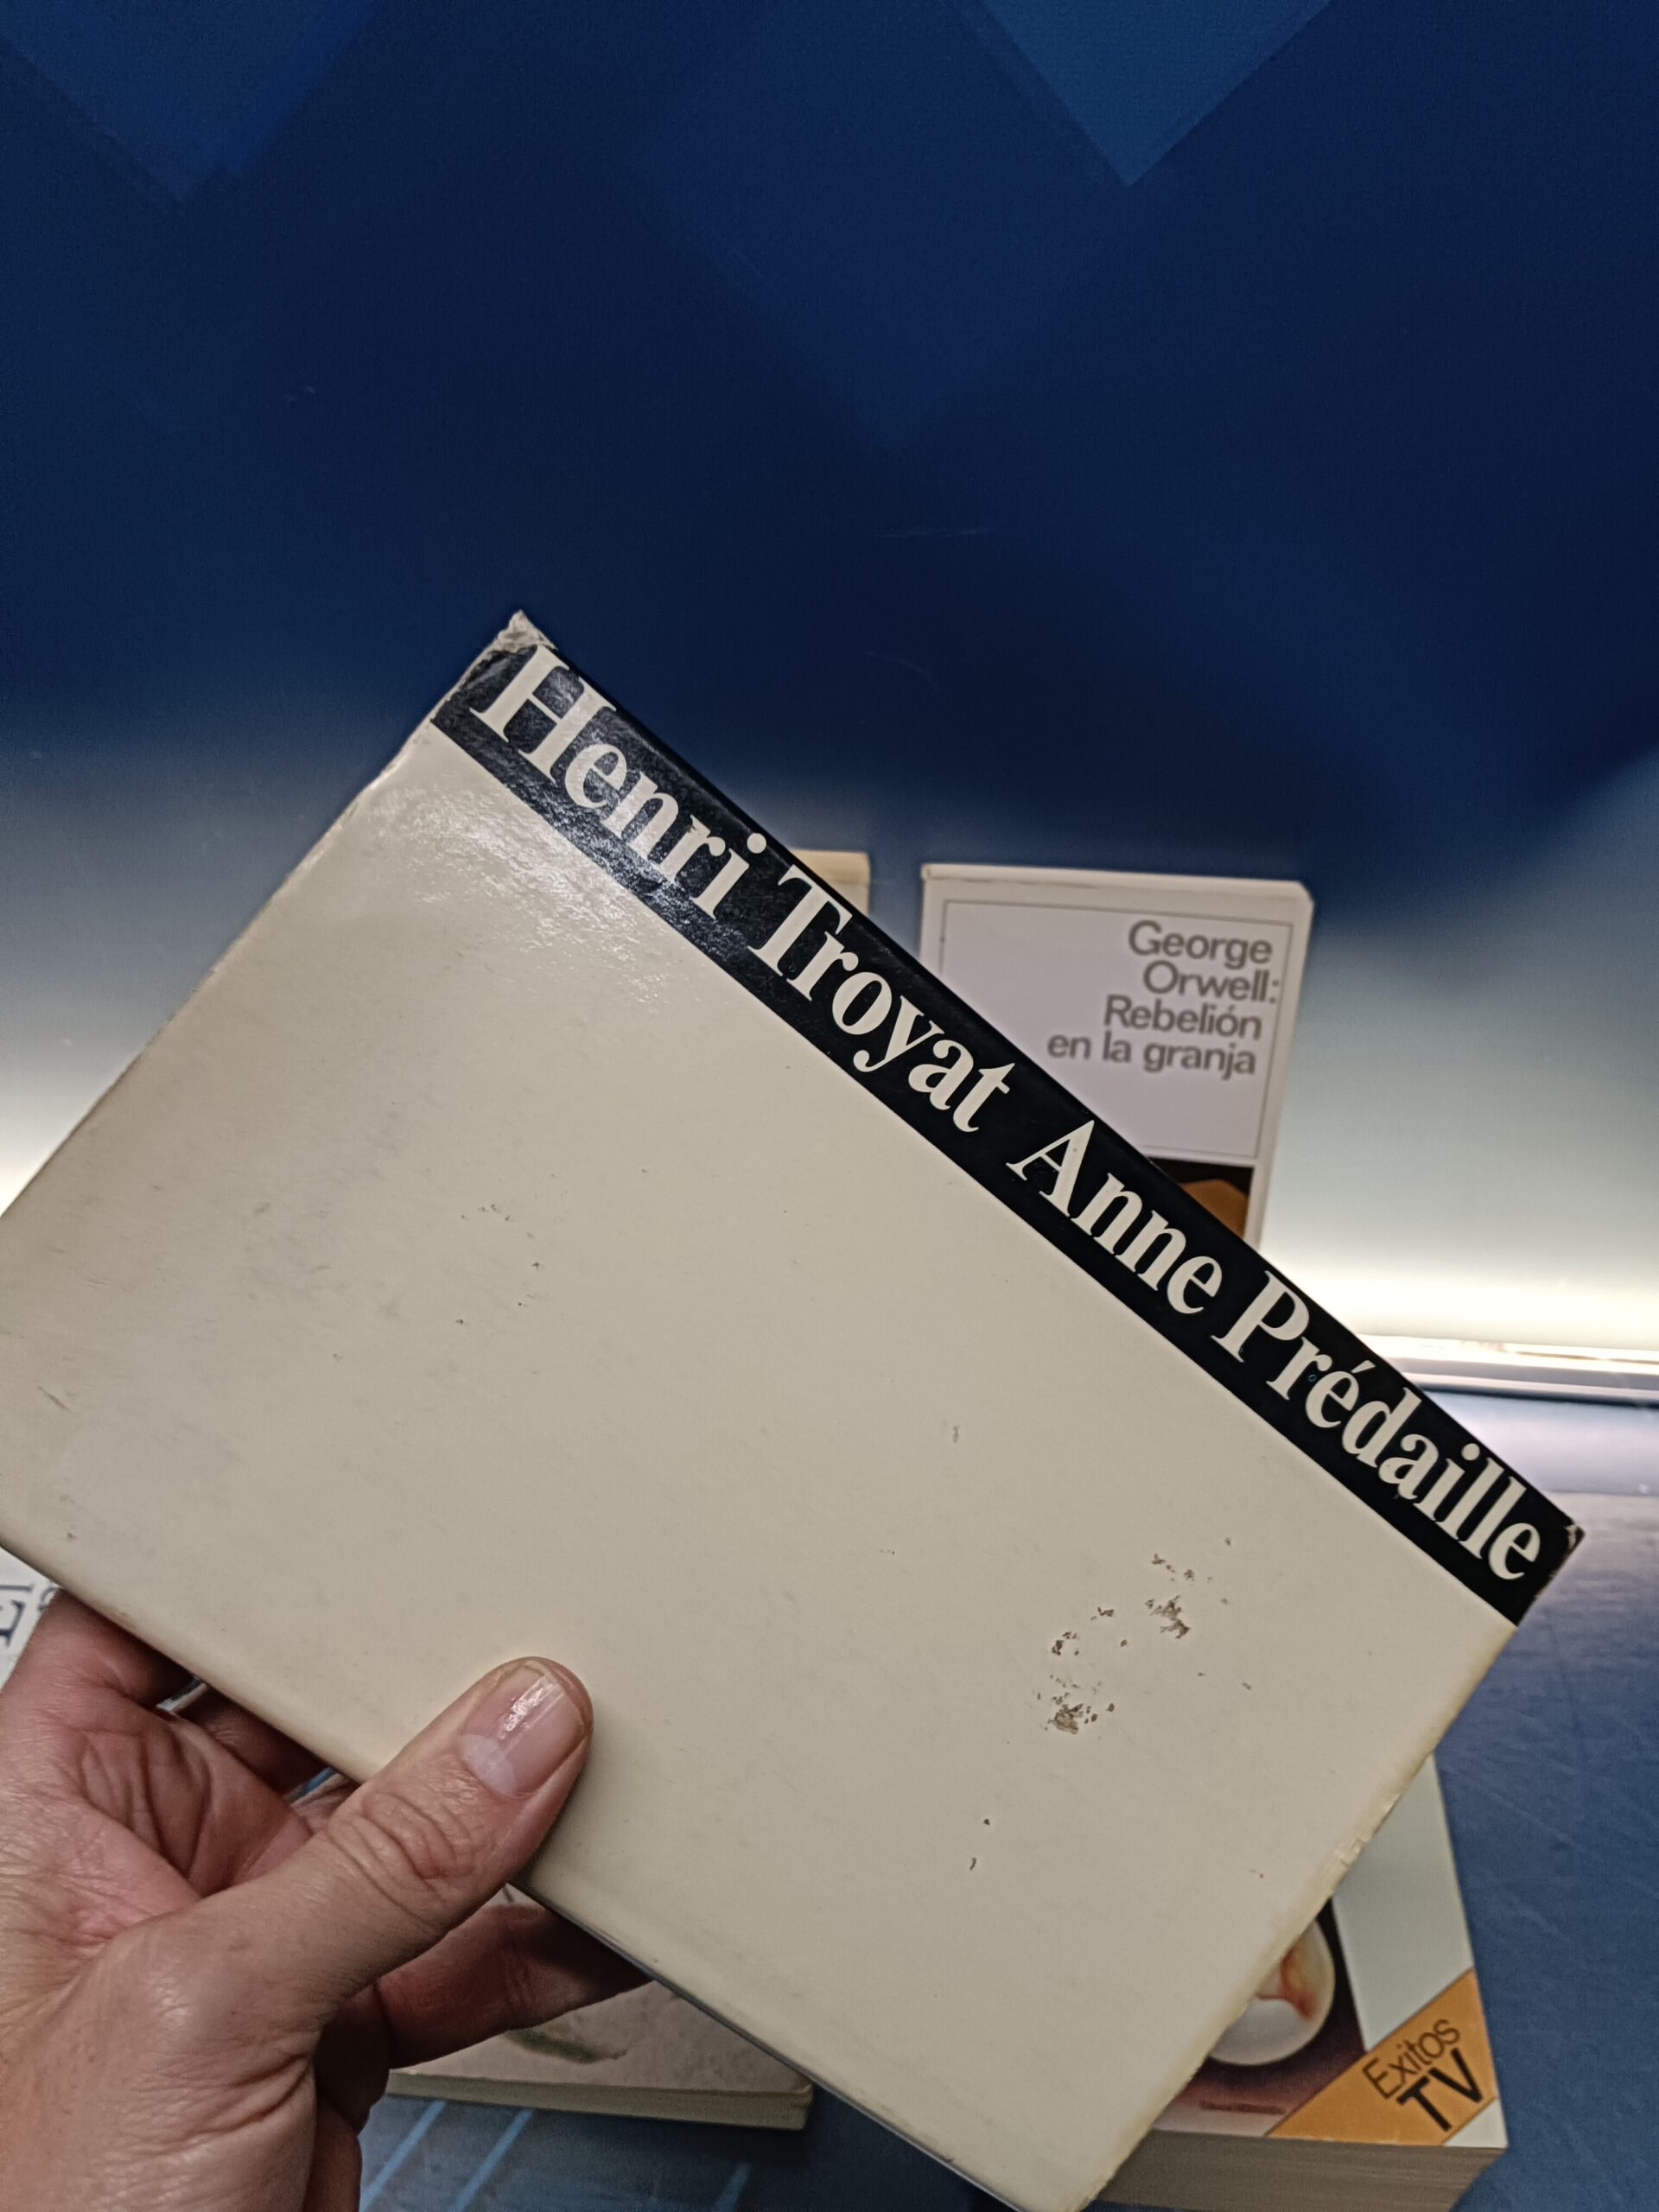 Henri Troyat Anne Prédaille
George
Orwell:
Rebelión
en la granja
Exitos
TV